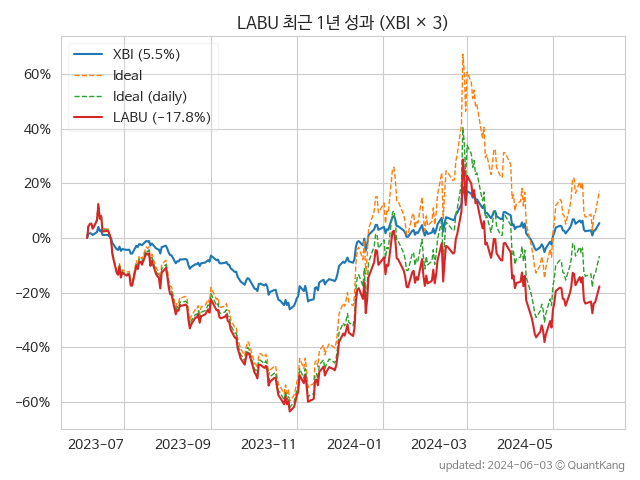 LABU 최근 1년 성과 (XBI × 3)
XBI (5.5%)
Ideal
Ideal (daily)
LABU (−17.8%)
60%
40%
20%
0%
−20%
−40%
−60%
2023-07
2023-09
2023-11
2024-01
2024-03
2024-05
updated: 2024-06-03 ⓒ QuantKang